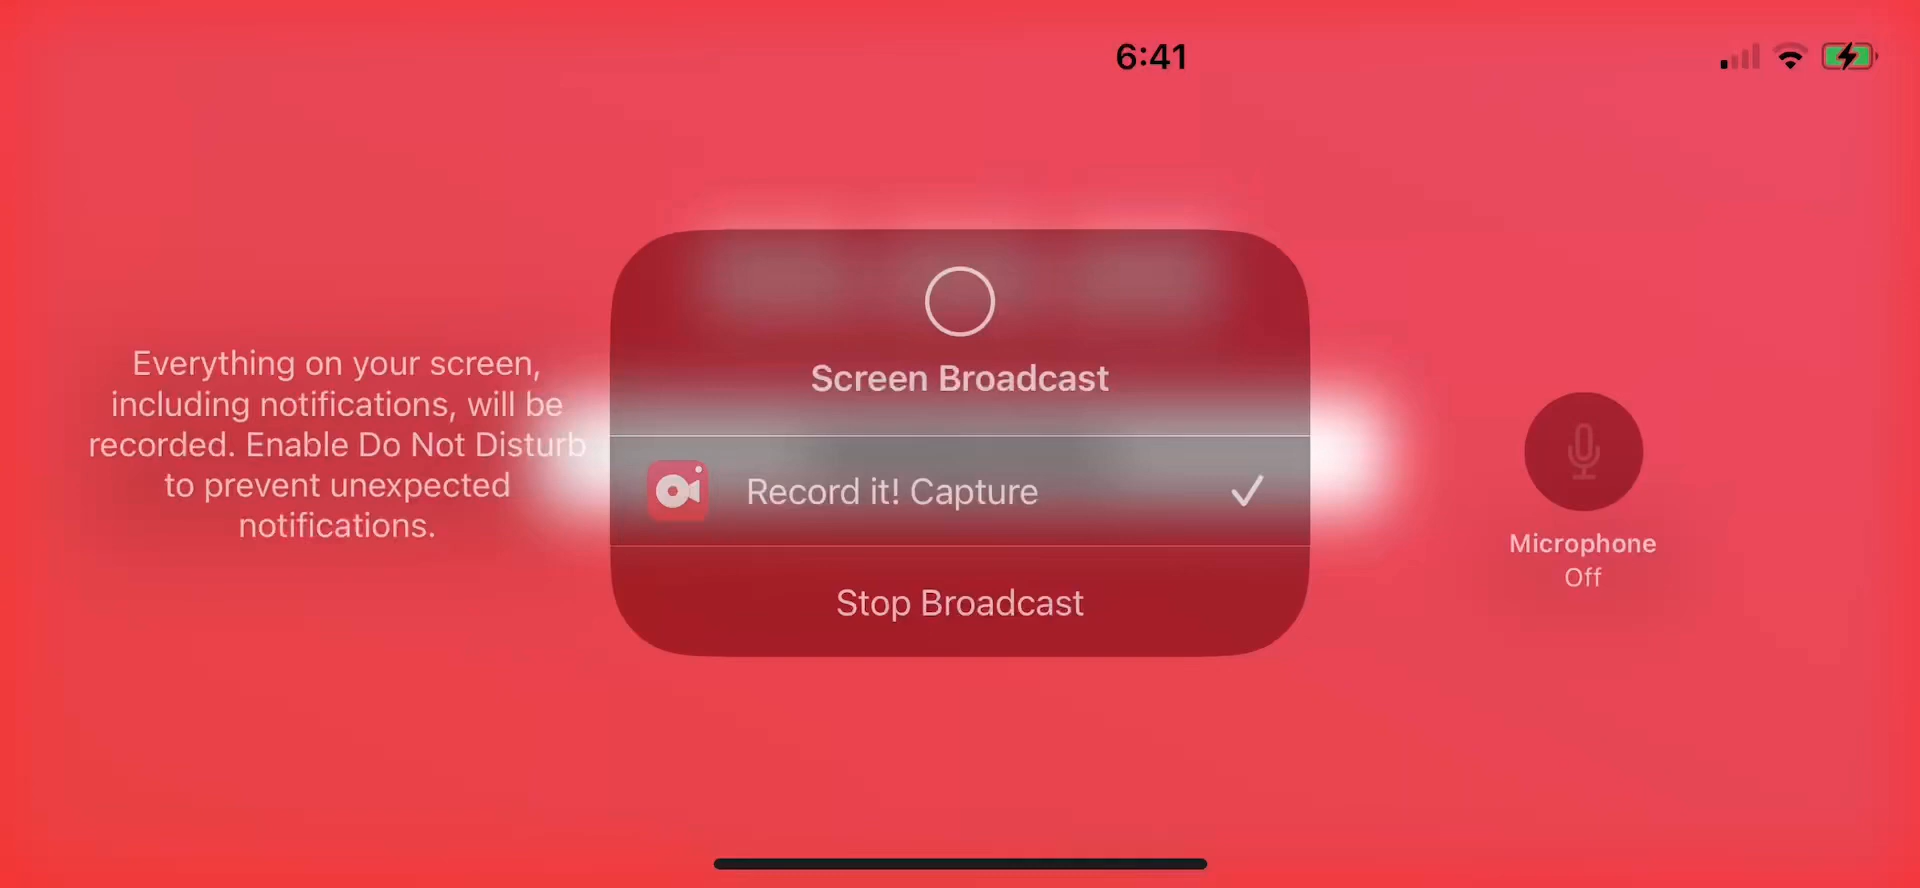 6:41
Everything on your screen,
including notifications, will be
recorded. Enable Do Not Disturb
to prevent unexpected
notifications.
Screen Broadcast
Record it! Capture
Stop Broadcast
Microphone
Off